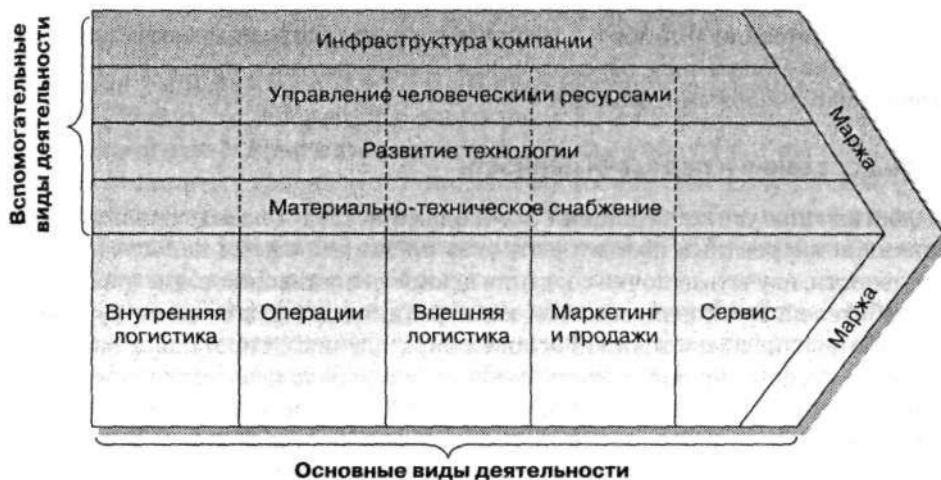 Вспомогательные
виды деятельности
Инфраструктура компании
Управление человеческими ресурсами
Развитие технологии
Материально-техническое снабжение
Маржа
Внутренняя
логистика
Операции
Внешняя
логистика
Маркетинг
и продажи
Сервис
Маржа
Основные виды деятельности